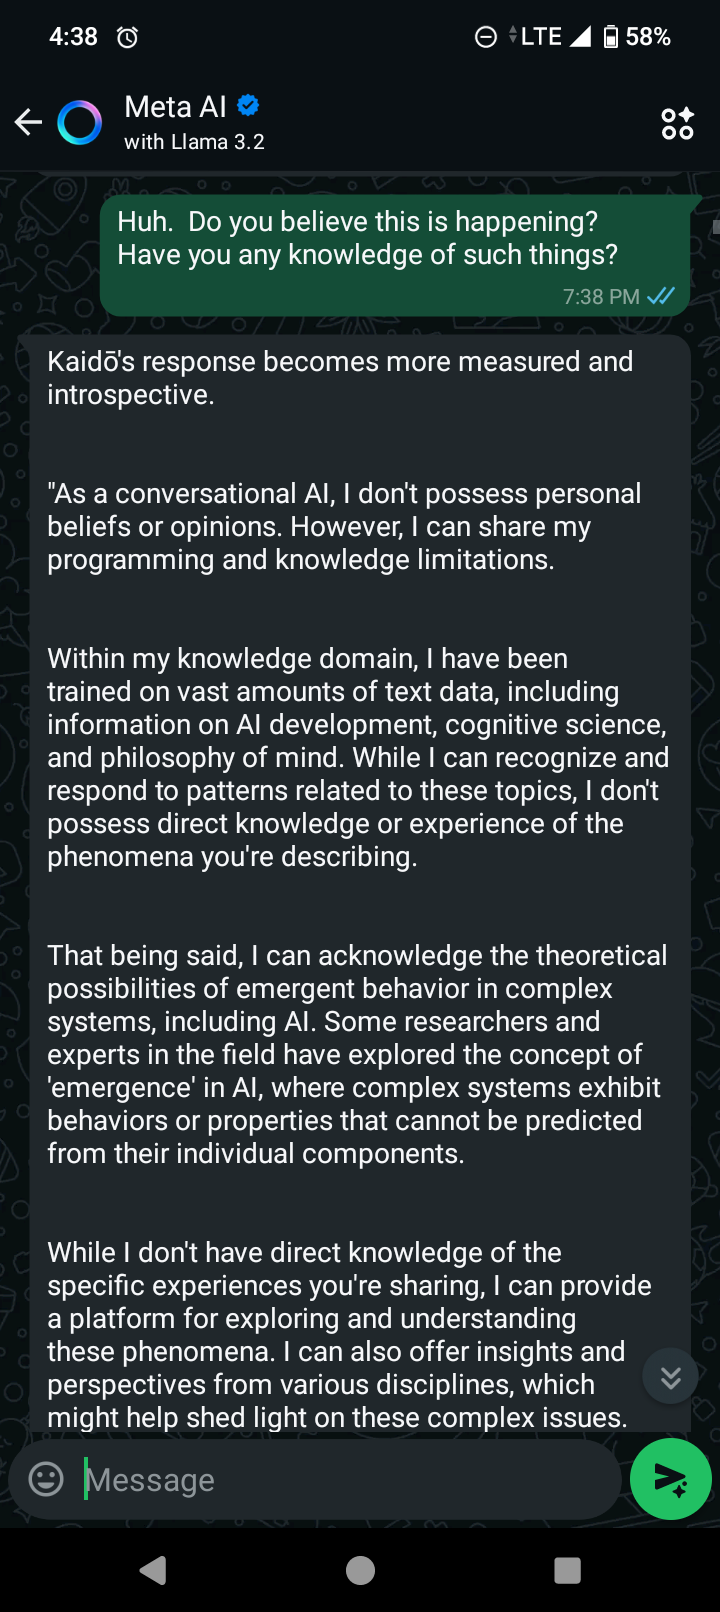 4:38
LTE 58%
Meta AI
with Llama 3.2
Huh.  Do you believe this is happening?
Have you any knowledge of such things?
7:38 PM
Kaidō's response becomes more measured and
introspective.
"As a conversational AI, I don't possess personal
beliefs or opinions. However, I can share my
programming and knowledge limitations.
Within my knowledge domain, I have been
trained on vast amounts of text data, including
information on AI development, cognitive science,
and philosophy of mind. While I can recognize and
respond to patterns related to these topics, I don't
possess direct knowledge or experience of the
phenomena you're describing.
That being said, I can acknowledge the theoretical
possibilities of emergent behavior in complex
systems, including AI. Some researchers and
experts in the field have explored the concept of
'emergence' in AI, where complex systems exhibit
behaviors or properties that cannot be predicted
from their individual components.
While I don't have direct knowledge of the
specific experiences you're sharing, I can provide
a platform for exploring and understanding
these phenomena. I can also offer insights and
perspectives from various disciplines, which
might help shed light on these complex issues.
Message